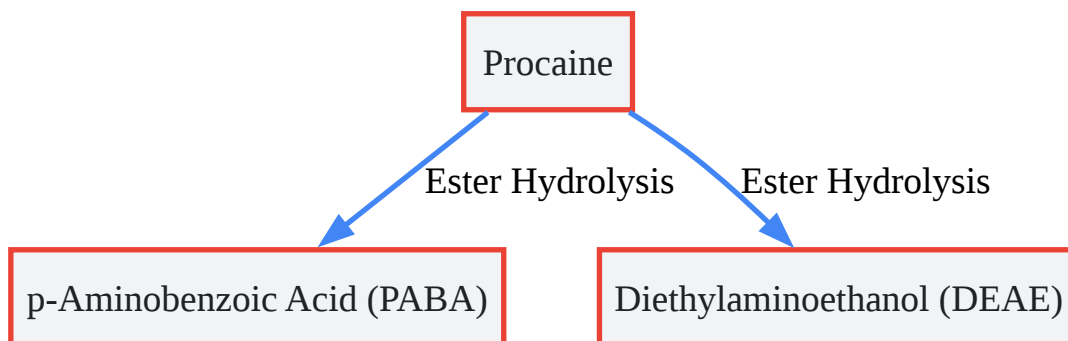 Procaine
Ester Hydrolysis
Ester Hydrolysis
p-Aminobenzoic Acid (PABA)
Diethylaminoethanol (DEAE)